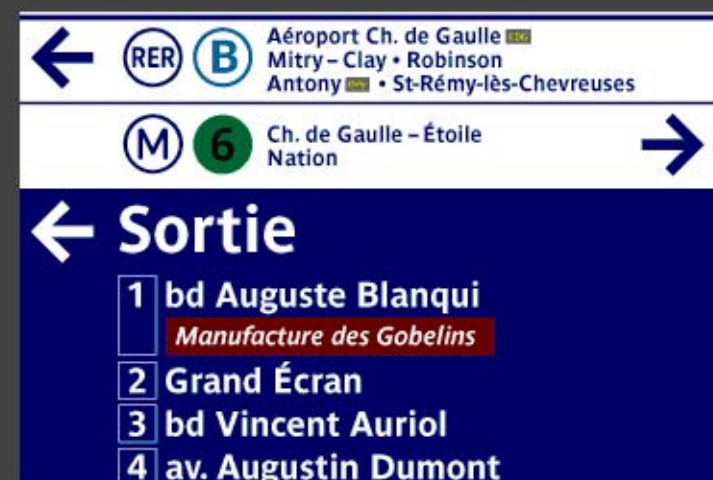 RER B Aéroport Ch. de Gaulle CDG
Mitry – Clay • Robinson
Antony Orly • St-Rémy-lès-Chevreuses
M 6 Ch. de Gaulle – Étoile
Nation
Sortie
1 bd Auguste Blanqui
Manufacture des Gobelins
2 Grand Écran
3 bd Vincent Auriol
4 av. Augustin Dumont